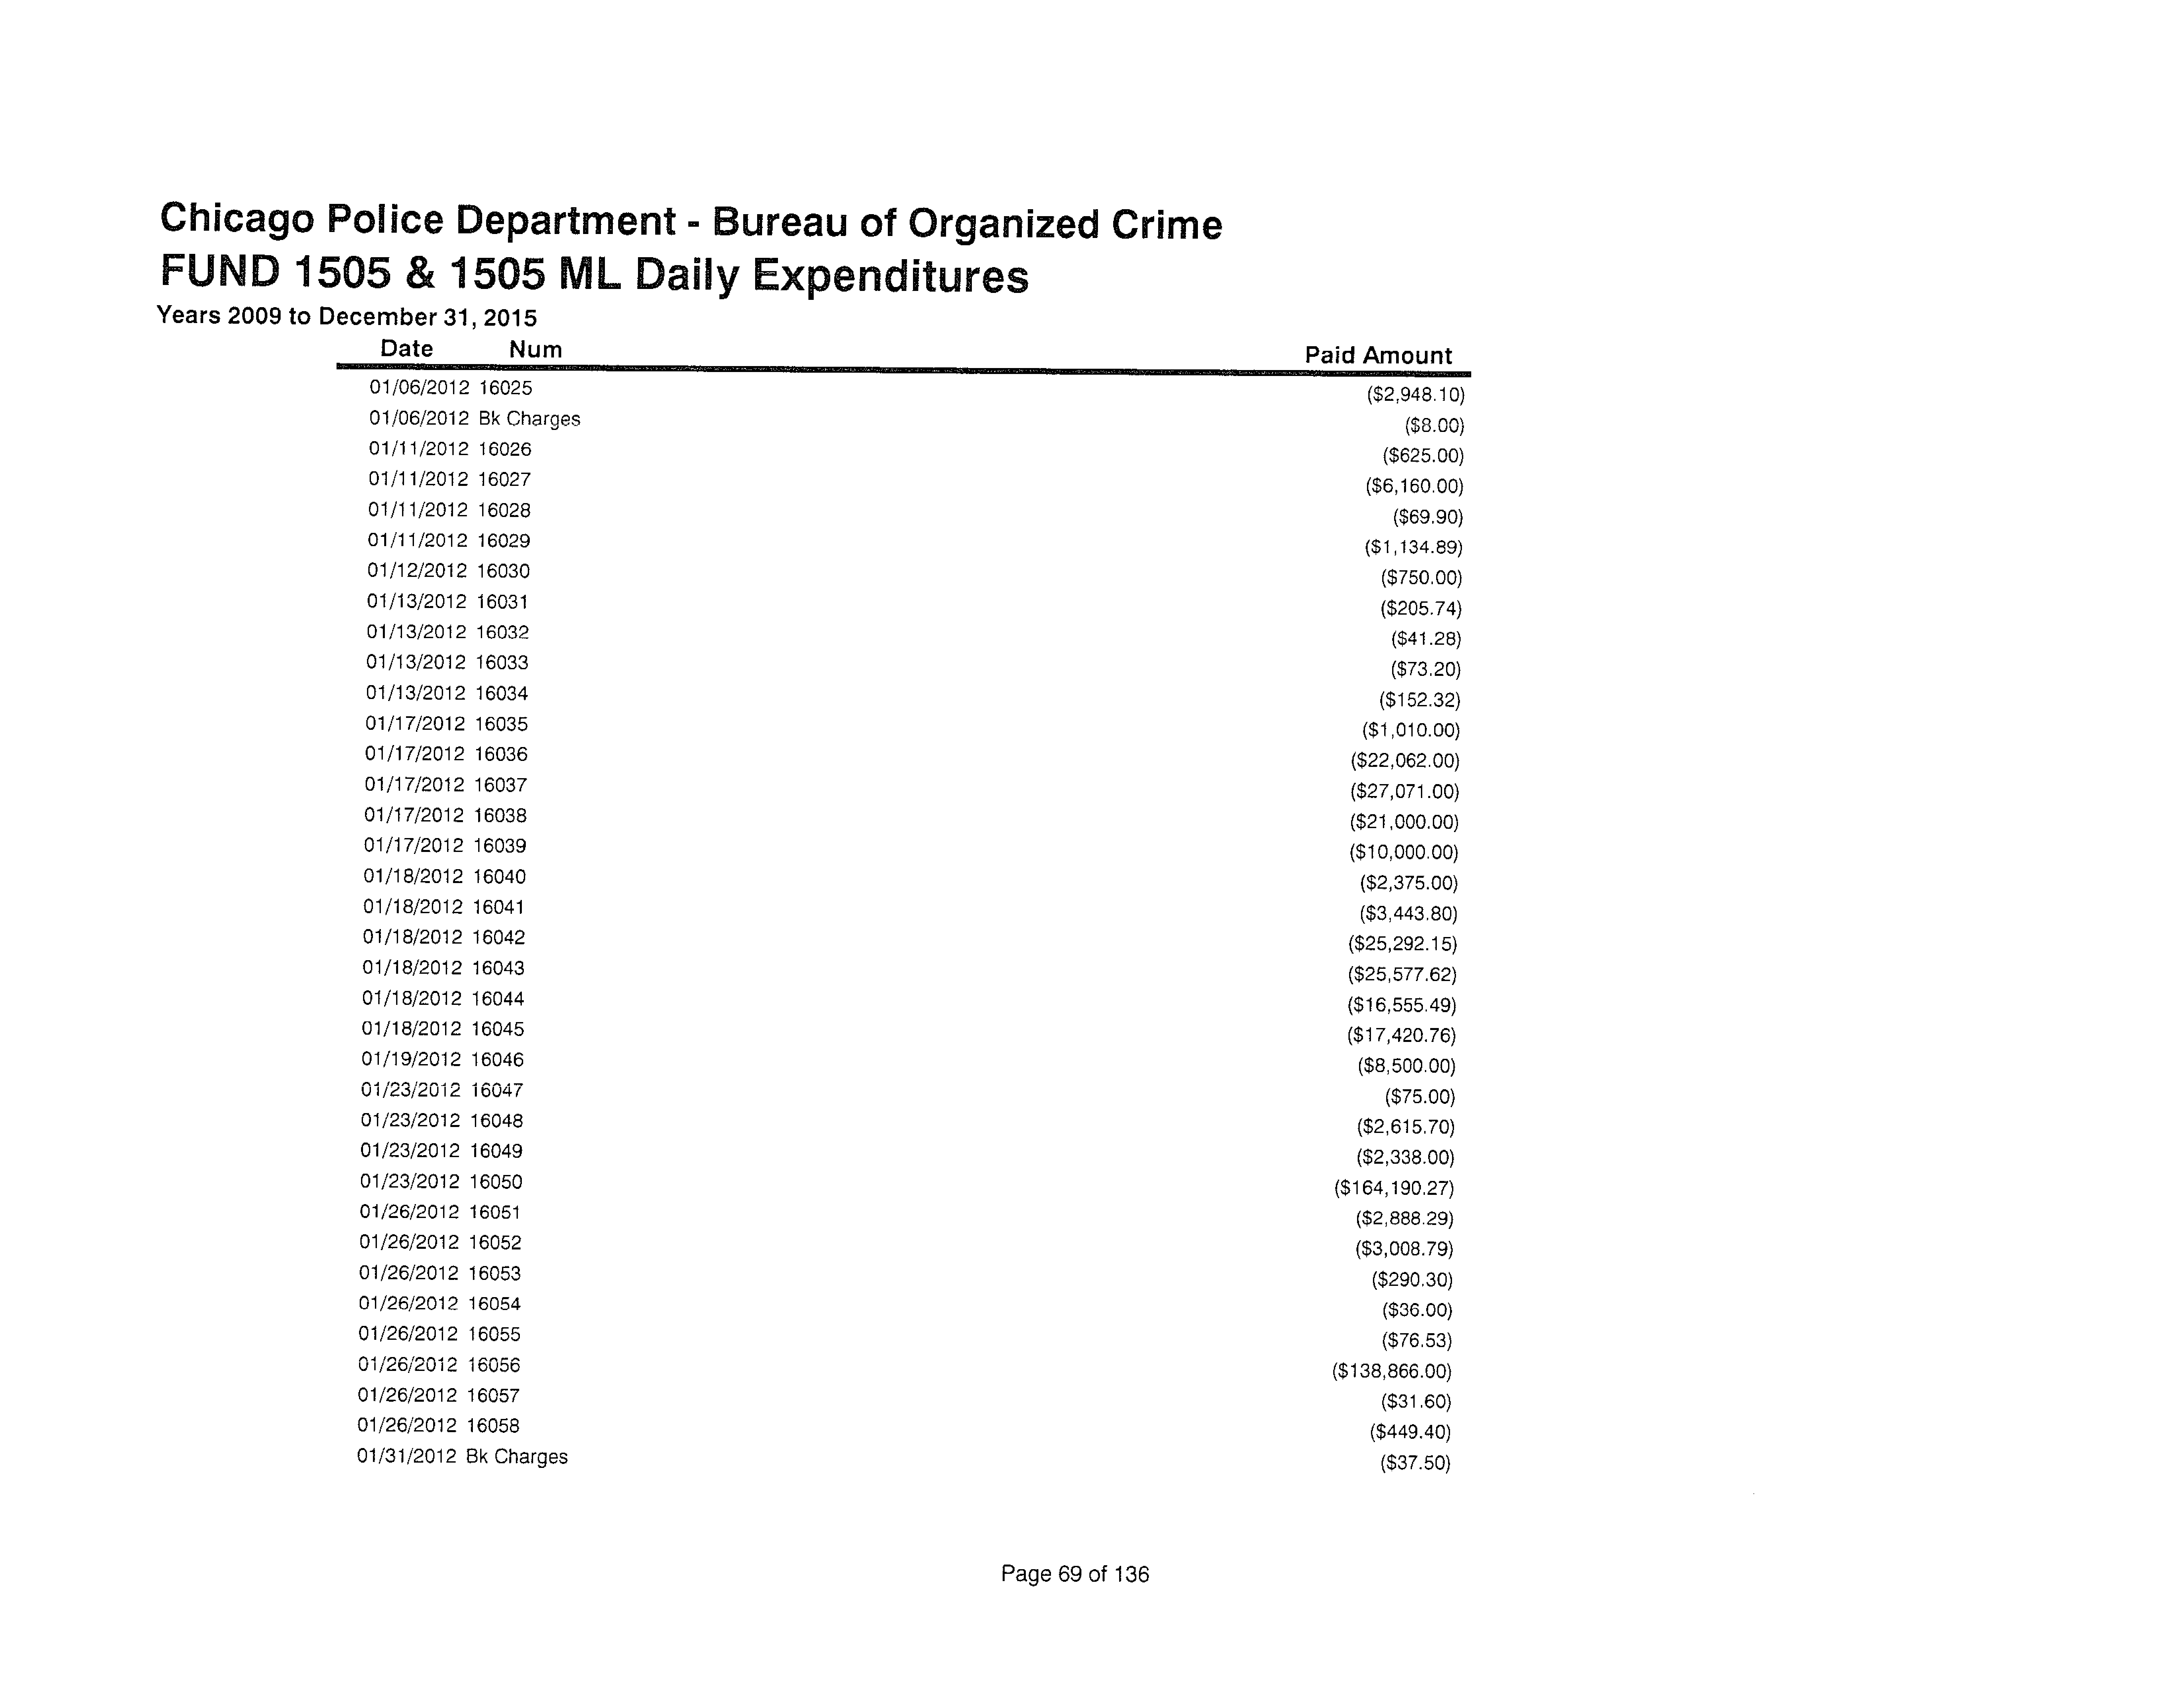 Chicago Police Department - Bureau of Organized Crime
FUND 1505 & 1505 ML Daily Expenditures
Years 2009 to December 31, 2015
Date Num Paid Amount
01/06/2012 16025 ($2,948.10)
01/06/2012 Bk Charges ($8.00)
01/11/2012 16026 ($625.00)
01/11/2012 16027 ($6,160.00)
01/11/2012 16028 ($69.90)
01/11/2012 16029 ($1,134.89)
01/12/2012 16030 ($750.00)
01/13/2012 16031 ($205.74)
01/13/2012 16032 ($41.28)
01/13/2012 16033 ($73.20)
01/13/2012 16034 ($152.32)
01/17/2012 16035 ($1,010.00)
01/17/2012 16036 ($22,062.00)
01/17/2012 16037 ($27,071.00)
01/17/2012 16038 ($21,000.00)
01/17/2012 16039 ($10,000.00)
01/18/2012 16040 ($2,375.00)
01/18/2012 16041 ($3,443.80)
01/18/2012 16042 ($25,292.15)
01/18/2012 16043 ($25,577.62)
01/18/2012 16044 ($16,555.49)
01/18/2012 16045 ($17,420.76)
01/19/2012 16046 ($8,500.00)
01/23/2012 16047 ($75.00)
01/23/2012 16048 ($2,615.70)
01/23/2012 16049 ($2,338.00)
01/23/2012 16050 ($164,190.27)
01/26/2012 16051 ($2,888.29)
01/26/2012 16052 ($3,008.79)
01/26/2012 16053 ($290.30)
01/26/2012 16054 ($36.00)
01/26/2012 16055 ($76.53)
01/26/2012 16056 ($138,866.00)
01/26/2012 16057 ($31.60)
01/26/2012 16058 ($449.40)
01/31/2012 Bk Charges ($37.50)
Page 69 of 136